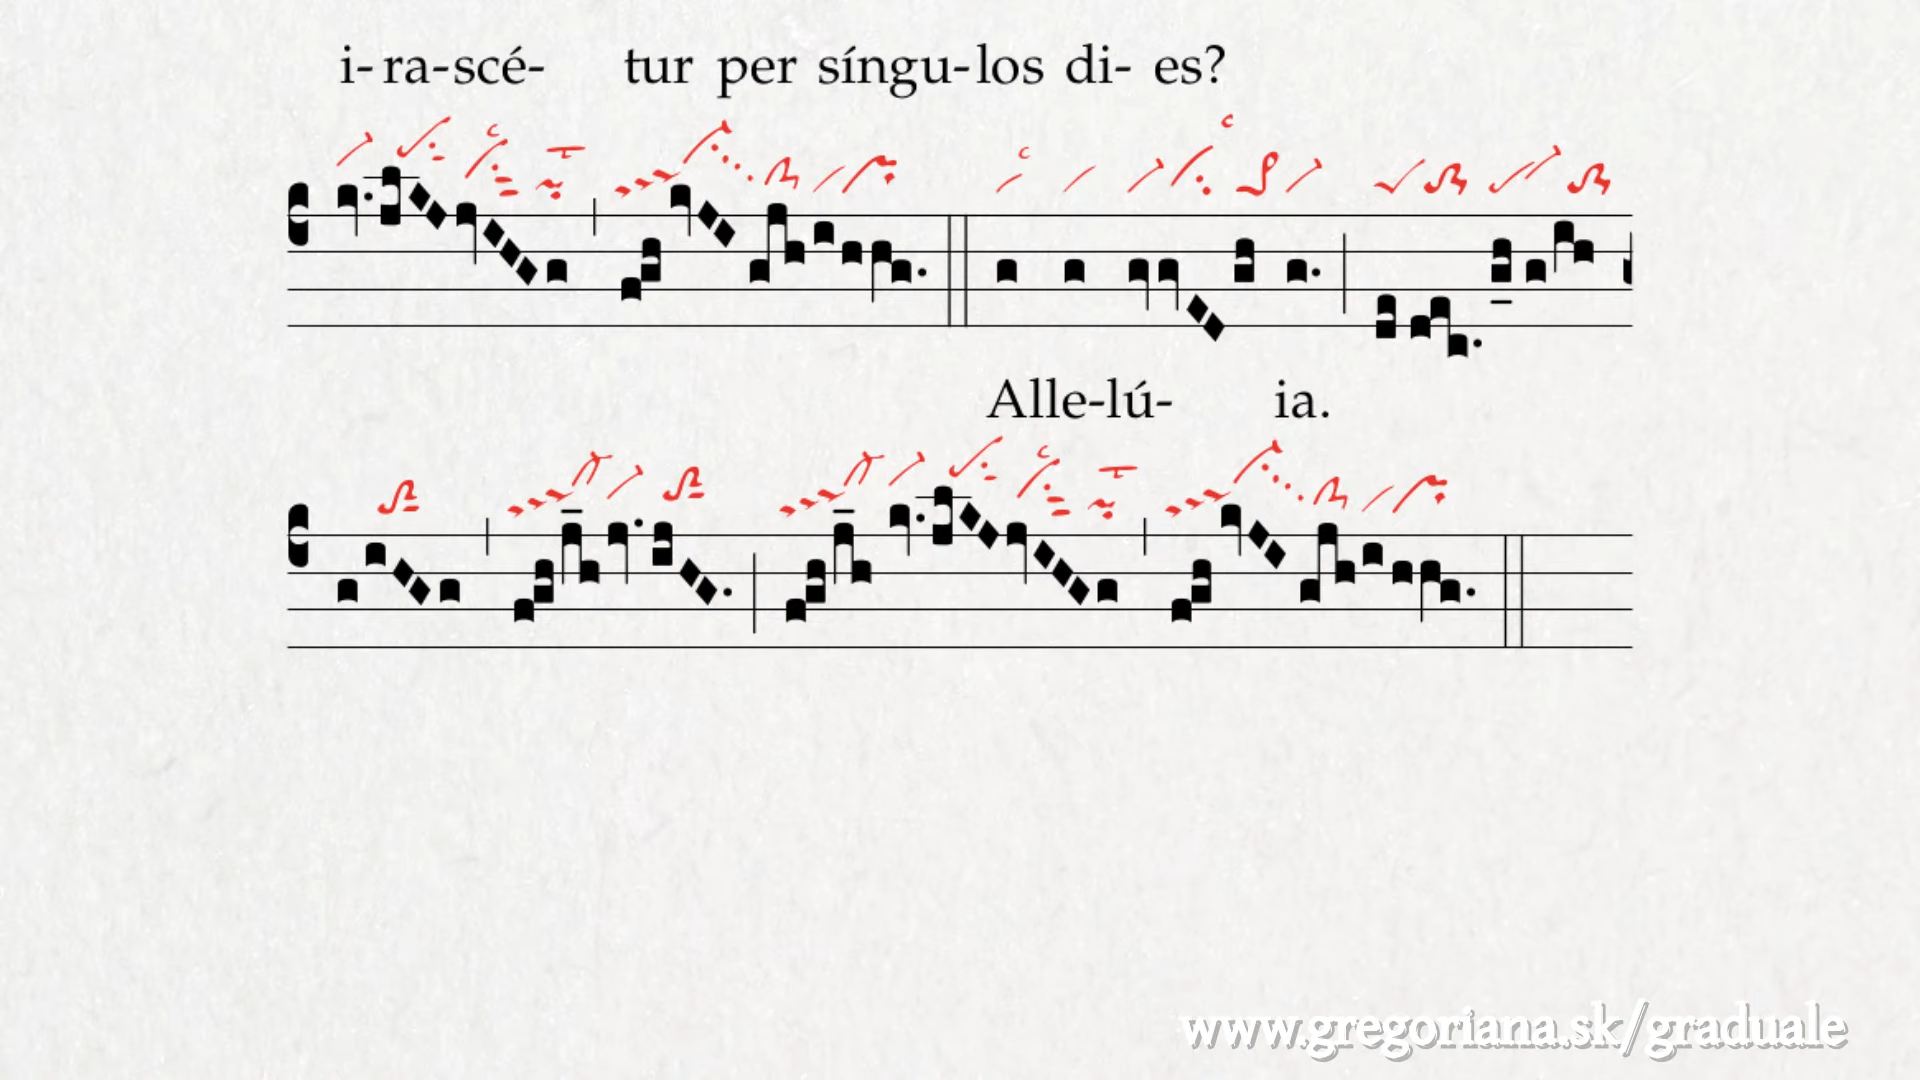 i-ra-scé- tur per síngu-los di- es?
Alle-lú- ia.
www.gregoriana.sk/graduale